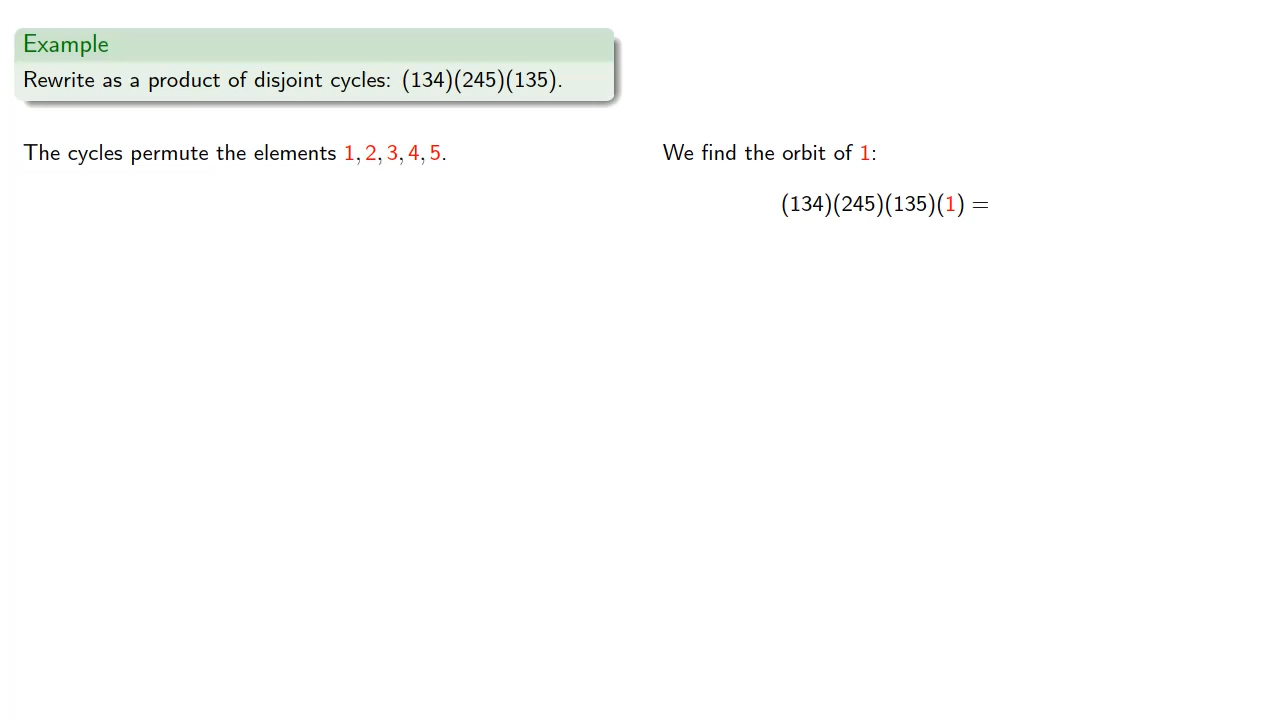 Example
Rewrite as a product of disjoint cycles: (134)(245)(135).
The cycles permute the elements 1, 2, 3, 4, 5.
We find the orbit of 1:
(134)(245)(135)(1) =